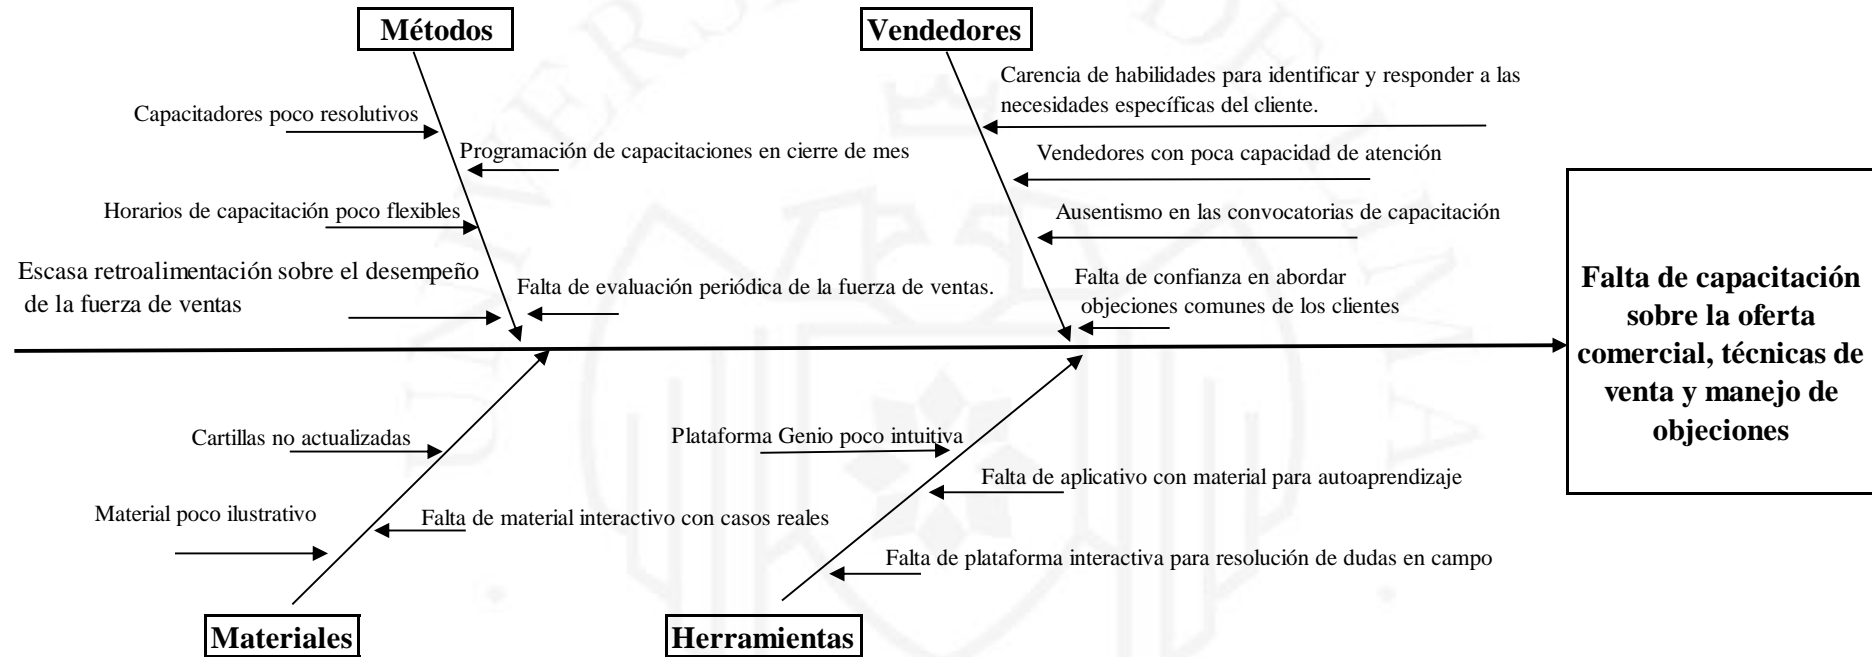 Métodos
Vendedores
Capacitadores poco resolutivos
Programación de capacitaciones en cierre de mes
Horarios de capacitación poco flexibles
Escasa retroalimentación sobre el desempeño
de la fuerza de ventas
Falta de evaluación periódica de la fuerza de ventas.
Carencia de habilidades para identificar y responder a las
necesidades específicas del cliente.
Vendedores con poca capacidad de atención
Ausentismo en las convocatorias de capacitación
Falta de confianza en abordar
objeciones comunes de los clientes
Falta de capacitación
sobre la oferta
comercial, técnicas de
venta y manejo de
objeciones
Cartillas no actualizadas
Material poco ilustrativo
Falta de material interactivo con casos reales
Plataforma Genio poco intuitiva
Falta de aplicativo con material para autoaprendizaje
Falta de plataforma interactiva para resolución de dudas en campo
Materiales
Herramientas
UNIVERSIDAD DE LIMA